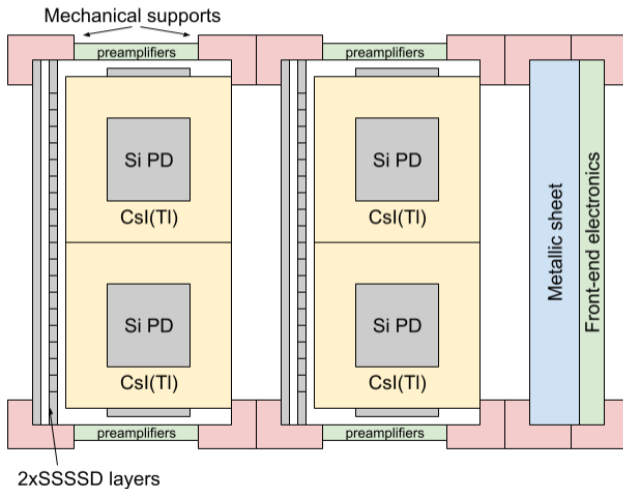 Mechanical supports
preamplifiers
preamplifiers
Si PD
CsI(Tl)
Si PD
CsI(Tl)
Si PD
CsI(Tl)
Si PD
CsI(Tl)
Metallic sheet
Front-end electronics
preamplifiers
preamplifiers
2xSSSSD layers